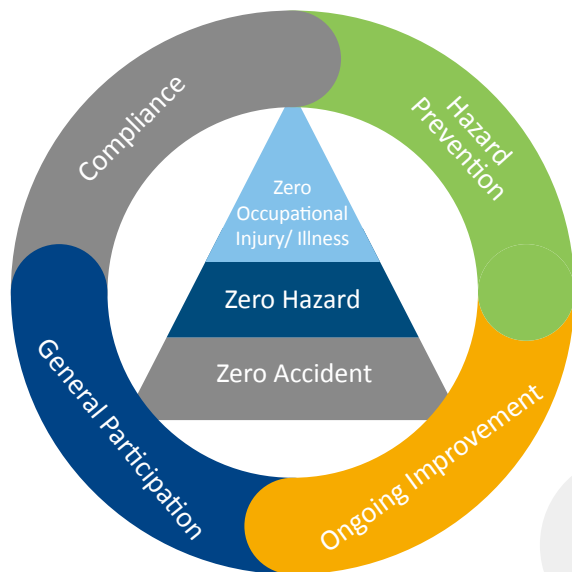 Compliance
Hazard
Prevention
Zero
Occupational
Injury/ Illness
Zero Hazard
Zero Accident
General Participation
Ongoing Improvement